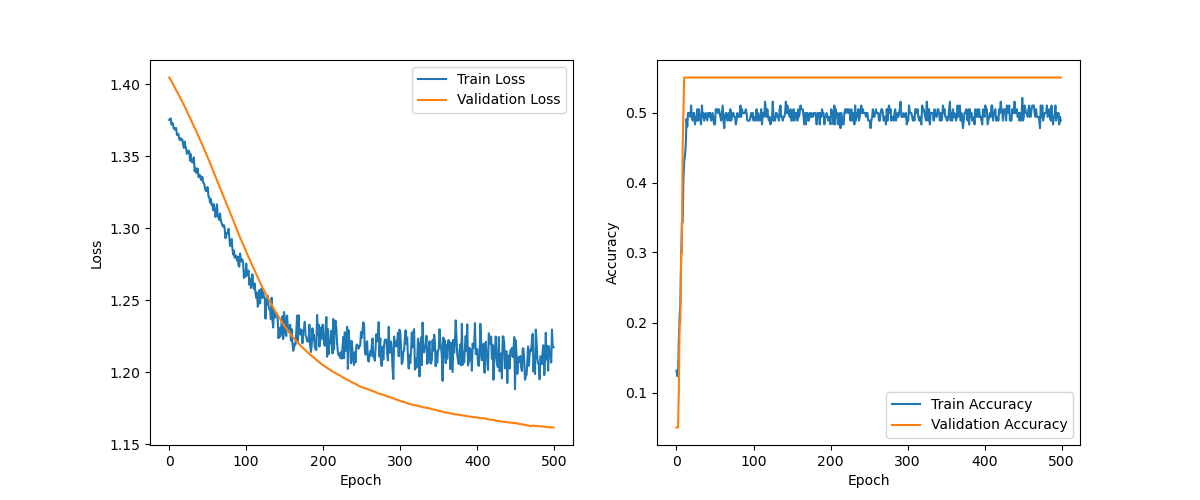 Train Loss
Validation Loss
1.40
1.35
1.30
1.25
1.20
1.15
Loss
0 100 200 300 400 500
Epoch
0.5
0.4
0.3
0.2
0.1
Accuracy
Train Accuracy
Validation Accuracy
0 100 200 300 400 500
Epoch